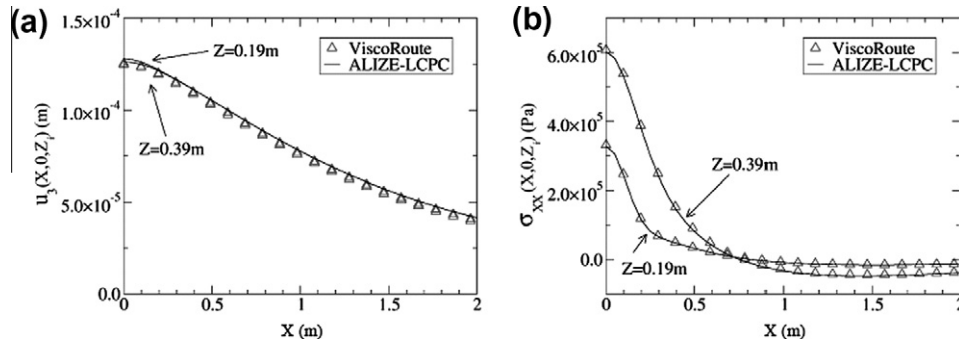 (a)
1.5×10⁻⁴
1.0×10⁻⁴
5.0×10⁻⁵
0.0
u₃(X,0,Zᵢ) (m)
Z=0.19m
Z=0.39m
△ ViscoRoute
— ALIZE-LCPC
0 0.5 1 1.5 2
X (m)
(b)
6.0×10⁵
4.0×10⁵
2.0×10⁵
0.0
σXX(X,0,Zᵢ) (Pa)
△ ViscoRoute
— ALIZE-LCPC
Z=0.39m
Z=0.19m
0 0.5 1 1.5 2
X (m)